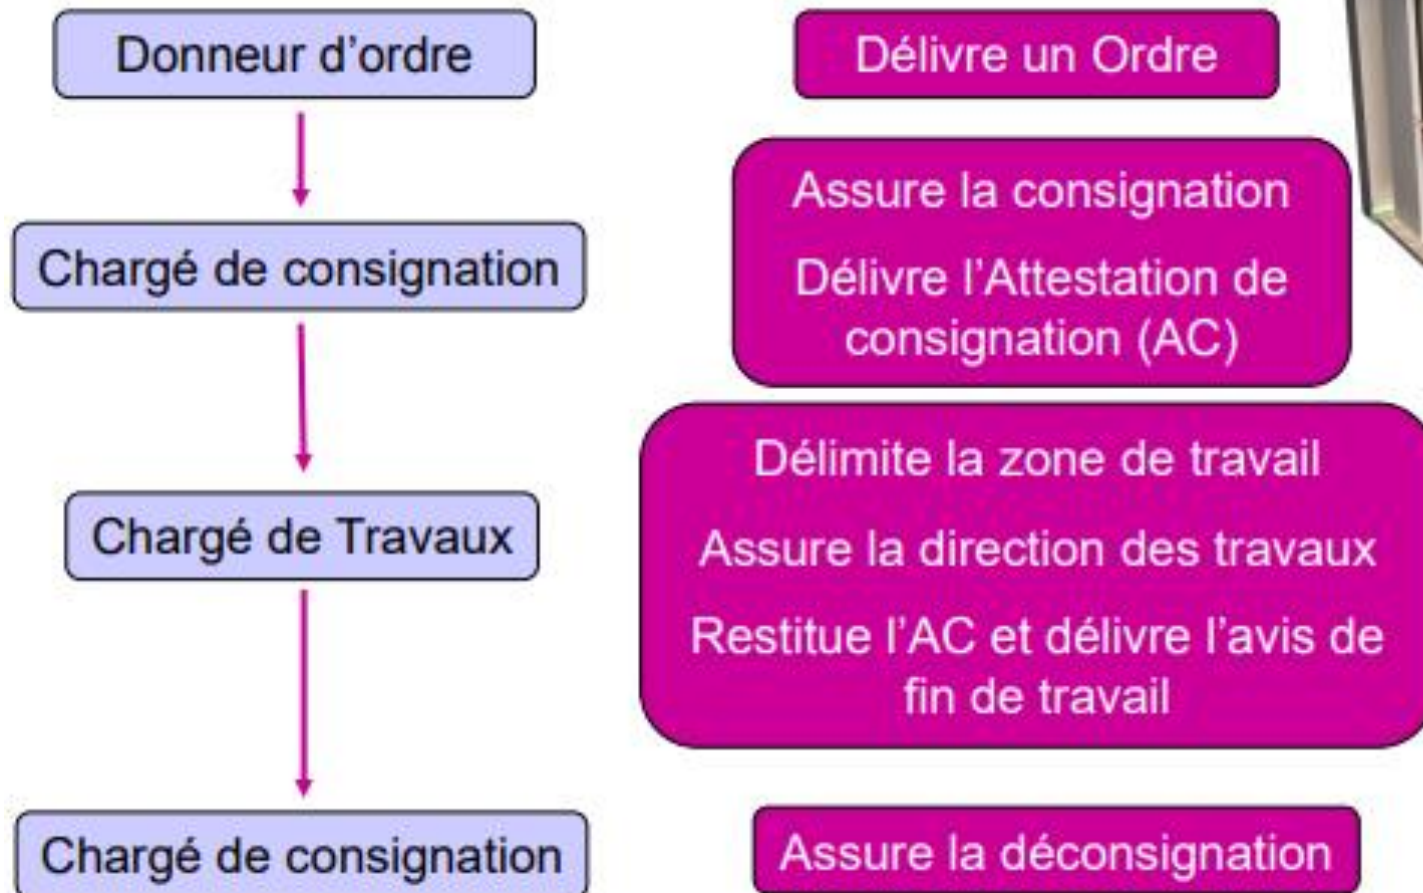 Donneur d'ordre
Délivre un Ordre
Chargé de consignation
Assure la consignation
Délivre l'Attestation de
consignation (AC)
Chargé de Travaux
Délimite la zone de travail
Assure la direction des travaux
Restitue l'AC et délivre l'avis de
fin de travail
Chargé de consignation
Assure la déconsignation